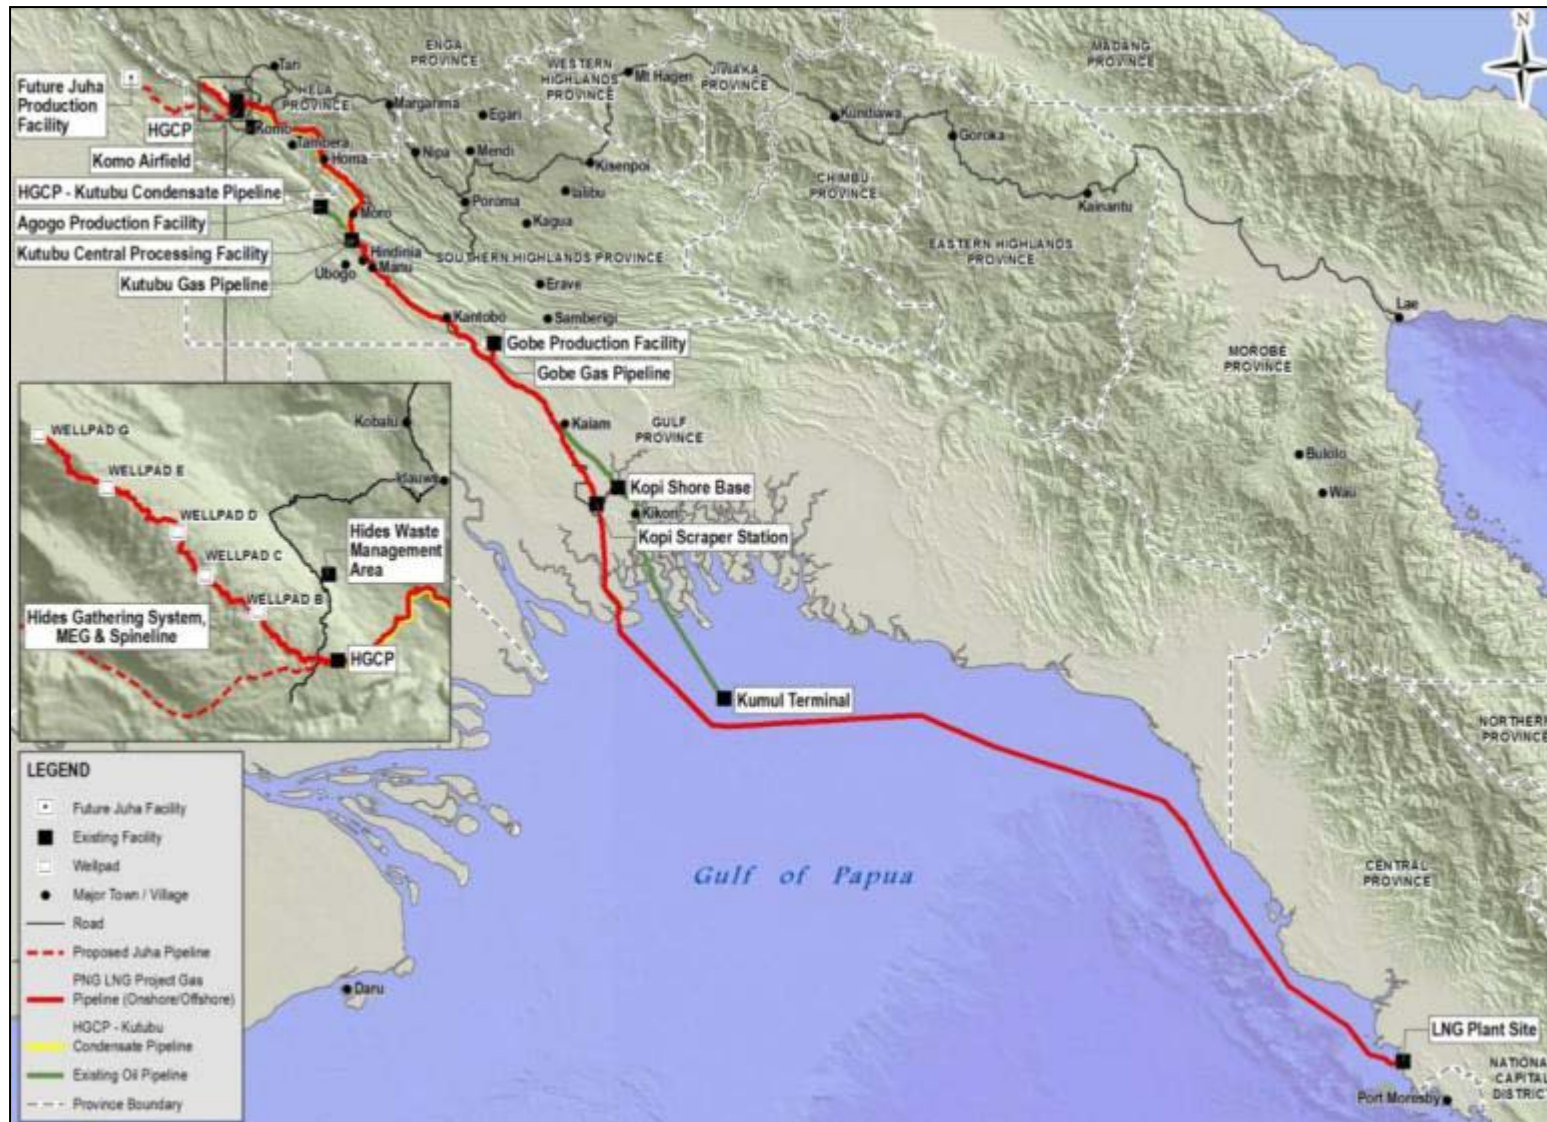 N
MADANG
PROVINCE
ENGA
PROVINCE
WESTERN
HIGHLANDS
PROVINCE
JIWAKA
PROVINCE
Mt Hagen
Tari
HELA
PROVINCE
Future Juha
Production
Facility
HGCP
Komo
Komo Airfield
Tambera
Homa
Margarima
Egari
Nipa
Mendi
Kisenpoi
Ialibu
Poroma
Kagua
Kundiawa
Goroka
CHIMBU
PROVINCE
Kainantu
EASTERN HIGHLANDS
PROVINCE
HGCP - Kutubu Condensate Pipeline
Agogo Production Facility
Moro
Kutubu Central Processing Facility
Hindinia
Ubogo
Manu
SOUTHERN HIGHLANDS PROVINCE
Kutubu Gas Pipeline
Erave
Kantobo
Samberigi
Lae
Gobe Production Facility
Gobe Gas Pipeline
MOROBE
PROVINCE
Kaiam
GULF
PROVINCE
Bulolo
Wau
Kopi Shore Base
Kikori
Kopi Scraper Station
Kobalu
Idauwi
WELLPAD G
WELLPAD E
WELLPAD D
WELLPAD C
WELLPAD B
Hides Waste
Management
Area
Hides Gathering System,
MEG & Spineline
HGCP
Kumul Terminal
NORTHERN
PROVINCE
Gulf of Papua
CENTRAL
PROVINCE
Daru
LNG Plant Site
NATIONAL
CAPITAL
DISTRICT
Port Moresby
LEGEND
Future Juha Facility
Existing Facility
Wellpad
Major Town / Village
Road
Proposed Juha Pipeline
PNG LNG Project Gas
Pipeline (Onshore/Offshore)
HGCP - Kutubu
Condensate Pipeline
Existing Oil Pipeline
Province Boundary